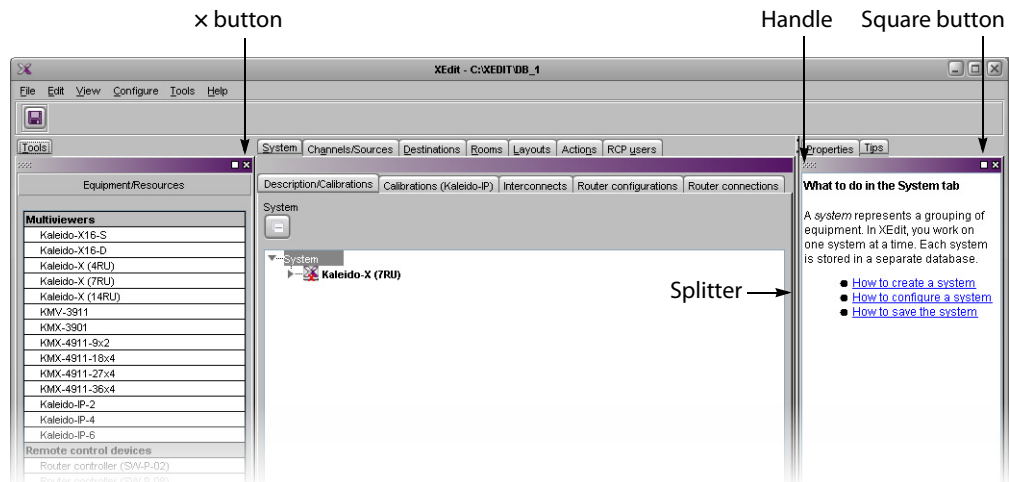 × button
Handle
Square button
XEdit - C:\XEDIT\DB_1
File Edit View Configure Tools Help
Tools
System Channels/Sources Destinations Rooms Layouts Actions RCP users
Properties Tips
Equipment/Resources
Multiviewers
Kaleido-X16-S
Kaleido-X16-D
Kaleido-X (4RU)
Kaleido-X (7RU)
Kaleido-X (14RU)
KMV-3911
KMX-3901
KMX-4911-9x2
KMX-4911-18x4
KMX-4911-27x4
KMX-4911-36x4
Kaleido-IP-2
Kaleido-IP-4
Kaleido-IP-6
Remote control devices
Router controller (SW-P-02)
Router controller (SW-P-08)
Description/Calibrations Calibrations (Kaleido-IP) Interconnects Router configurations Router connections
System
System
Kaleido-X (7RU)
Splitter
What to do in the System tab
A system represents a grouping of
equipment. In XEdit, you work on
one system at a time. Each system
is stored in a separate database.
How to create a system
How to configure a system
How to save the system